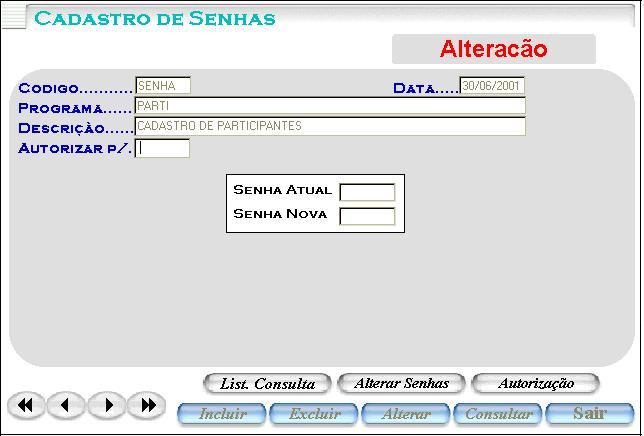 CADASTRO DE SENHAS
Alteracão
CODIGO.......... SENHA DATA..... 30/06/2001
PROGRAMA...... PARTI
DESCRIÇÀO...... CADASTRO DE PARTICIPANTES
AUTORIZAR P/.
SENHA ATUAL
SENHA NOVA
List. Consulta Alterar Senhas Autorização
Incluir Excluir Alterar Consultar Sair